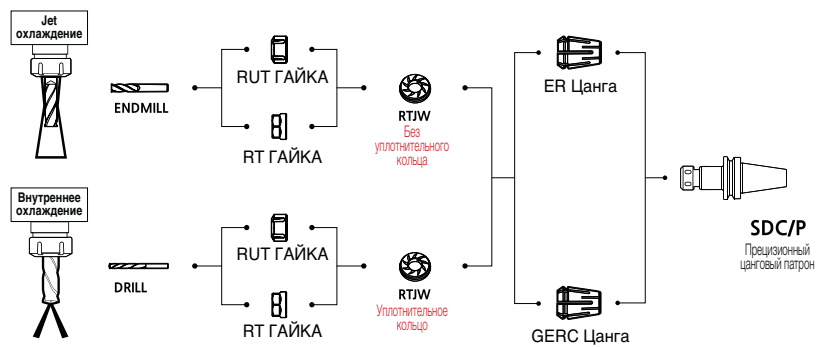 Jet
охлаждение
ENDMILL
RUT ГАЙКА
RT ГАЙКА
RTJW
Без
уплотнительного
кольца
ER Цанга
Внутреннее
охлаждение
DRILL
RUT ГАЙКА
RT ГАЙКА
RTJW
Уплотнительное
кольцо
GERC Цанга
SDC/P
Прецизионный
цанговый патрон